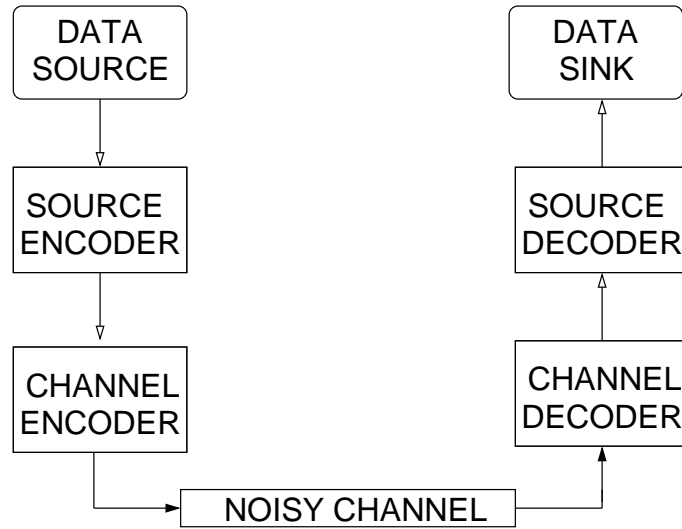 DATA
SOURCE
SOURCE
ENCODER
CHANNEL
ENCODER
NOISY CHANNEL
CHANNEL
DECODER
SOURCE
DECODER
DATA
SINK